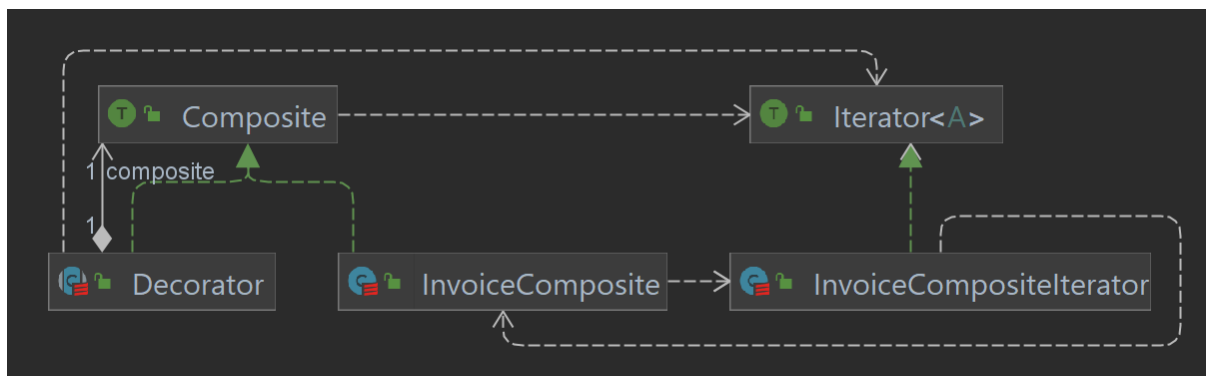 Composite
Iterator<A>
1 composite
1
Decorator
InvoiceComposite
InvoiceCompositeIterator